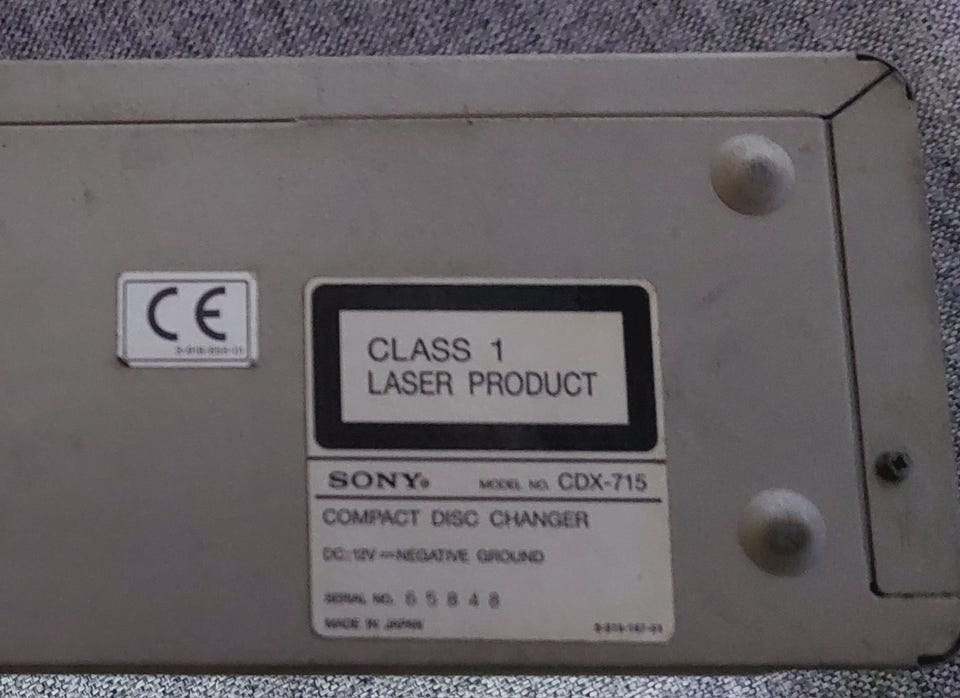 CE
CLASS 1
LASER PRODUCT
SONY® MODEL NO. CDX-715
COMPACT DISC CHANGER
DC 12V NEGATIVE GROUND
SERIAL NO. 65848
MADE IN JAPAN